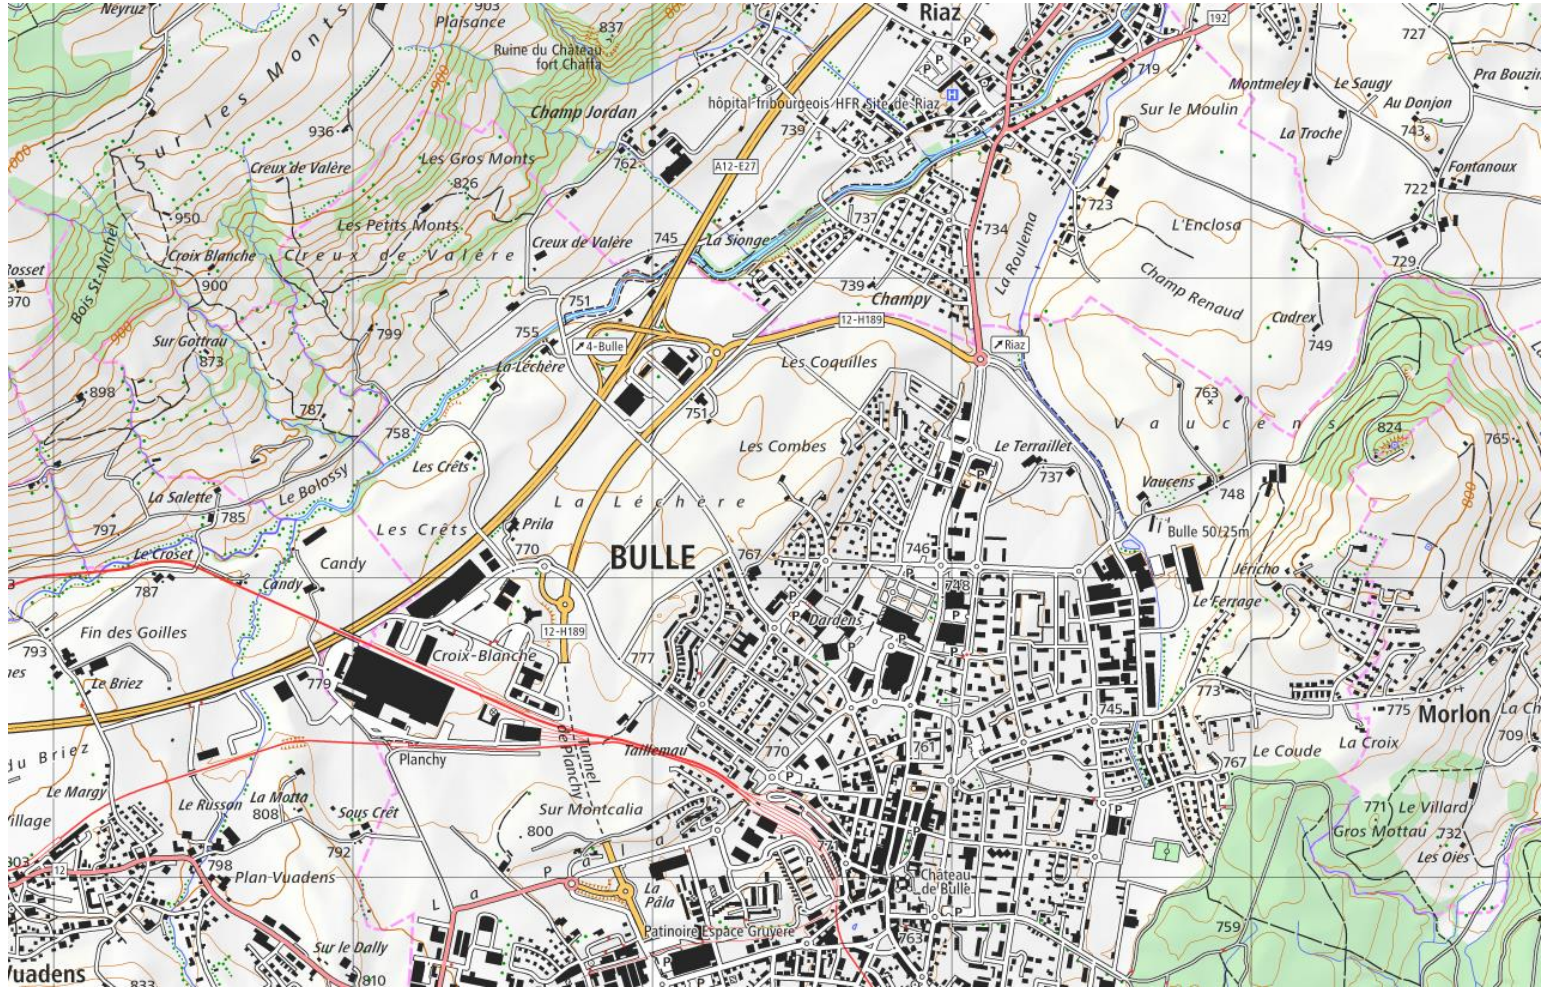 Neyruz
903
Plaisance
837
800
Riaz
192
727
Sur les Monts
Ruine du Château
fort Chaffa
P
P
P
719
Montmeley
Le Saugy
Pra Bouzin
900
936
Champ Jordan
hôpital fribourgeois HFR Site de Riaz
H
Sur le Moulin
Au Donjon
743
739
La Troche
1000
Les Gros Monts
762
A12-E27
Creux de Valère
826
Fontanoux
722
950
Les Petits Monts
737
723
L'Enclosa
734
Bois St-Michel
Croix Blanche
Creux de Valère
Creux de Valère
745
La Sionge
La Roulema
729
900
970
739
Champy
Champ Renaud
751
755
799
12-H189
Cudrex
900
Sur Gottrau
873
4-Bulle
Riaz
749
La Léchère
Les Coquilles
898
787
751
763
758
Vaucens
824
765
Les Combes
Le Terraillet
Les Crêts
737
Le Bolossy
La Salette
Vaucens
748
800
785
La Léchère
797
Les Crêts
Prila
Bulle 50/25m
Le Croset
Candy
770
BULLE
767
746
Jéricho
Candy
748
787
Le Ferrage
P
P
P
Fin des Goilles
12-H189
Dardens
P
P
793
Croix-Blanche
777
Le Briez
779
773
745
775
Morlon
La Croix
709
du Briez
Tunnel
de Planchy
Taillemau
770
761
Le Coude
Planchy
767
P
Le Margy
Le Russon
La Motta
808
Sous Crêt
Sur Montcalia
P
771
Le Villard
800
Gros Mottau
732
792
771
P
Les Oies
12
798
Plan-Vuadens
La Pala
La
Pâla
P
Château
de Bulle
P
759
Sur le Dally
Patinoire Espace Gruyère
763
P
P
Vuadens
833
810